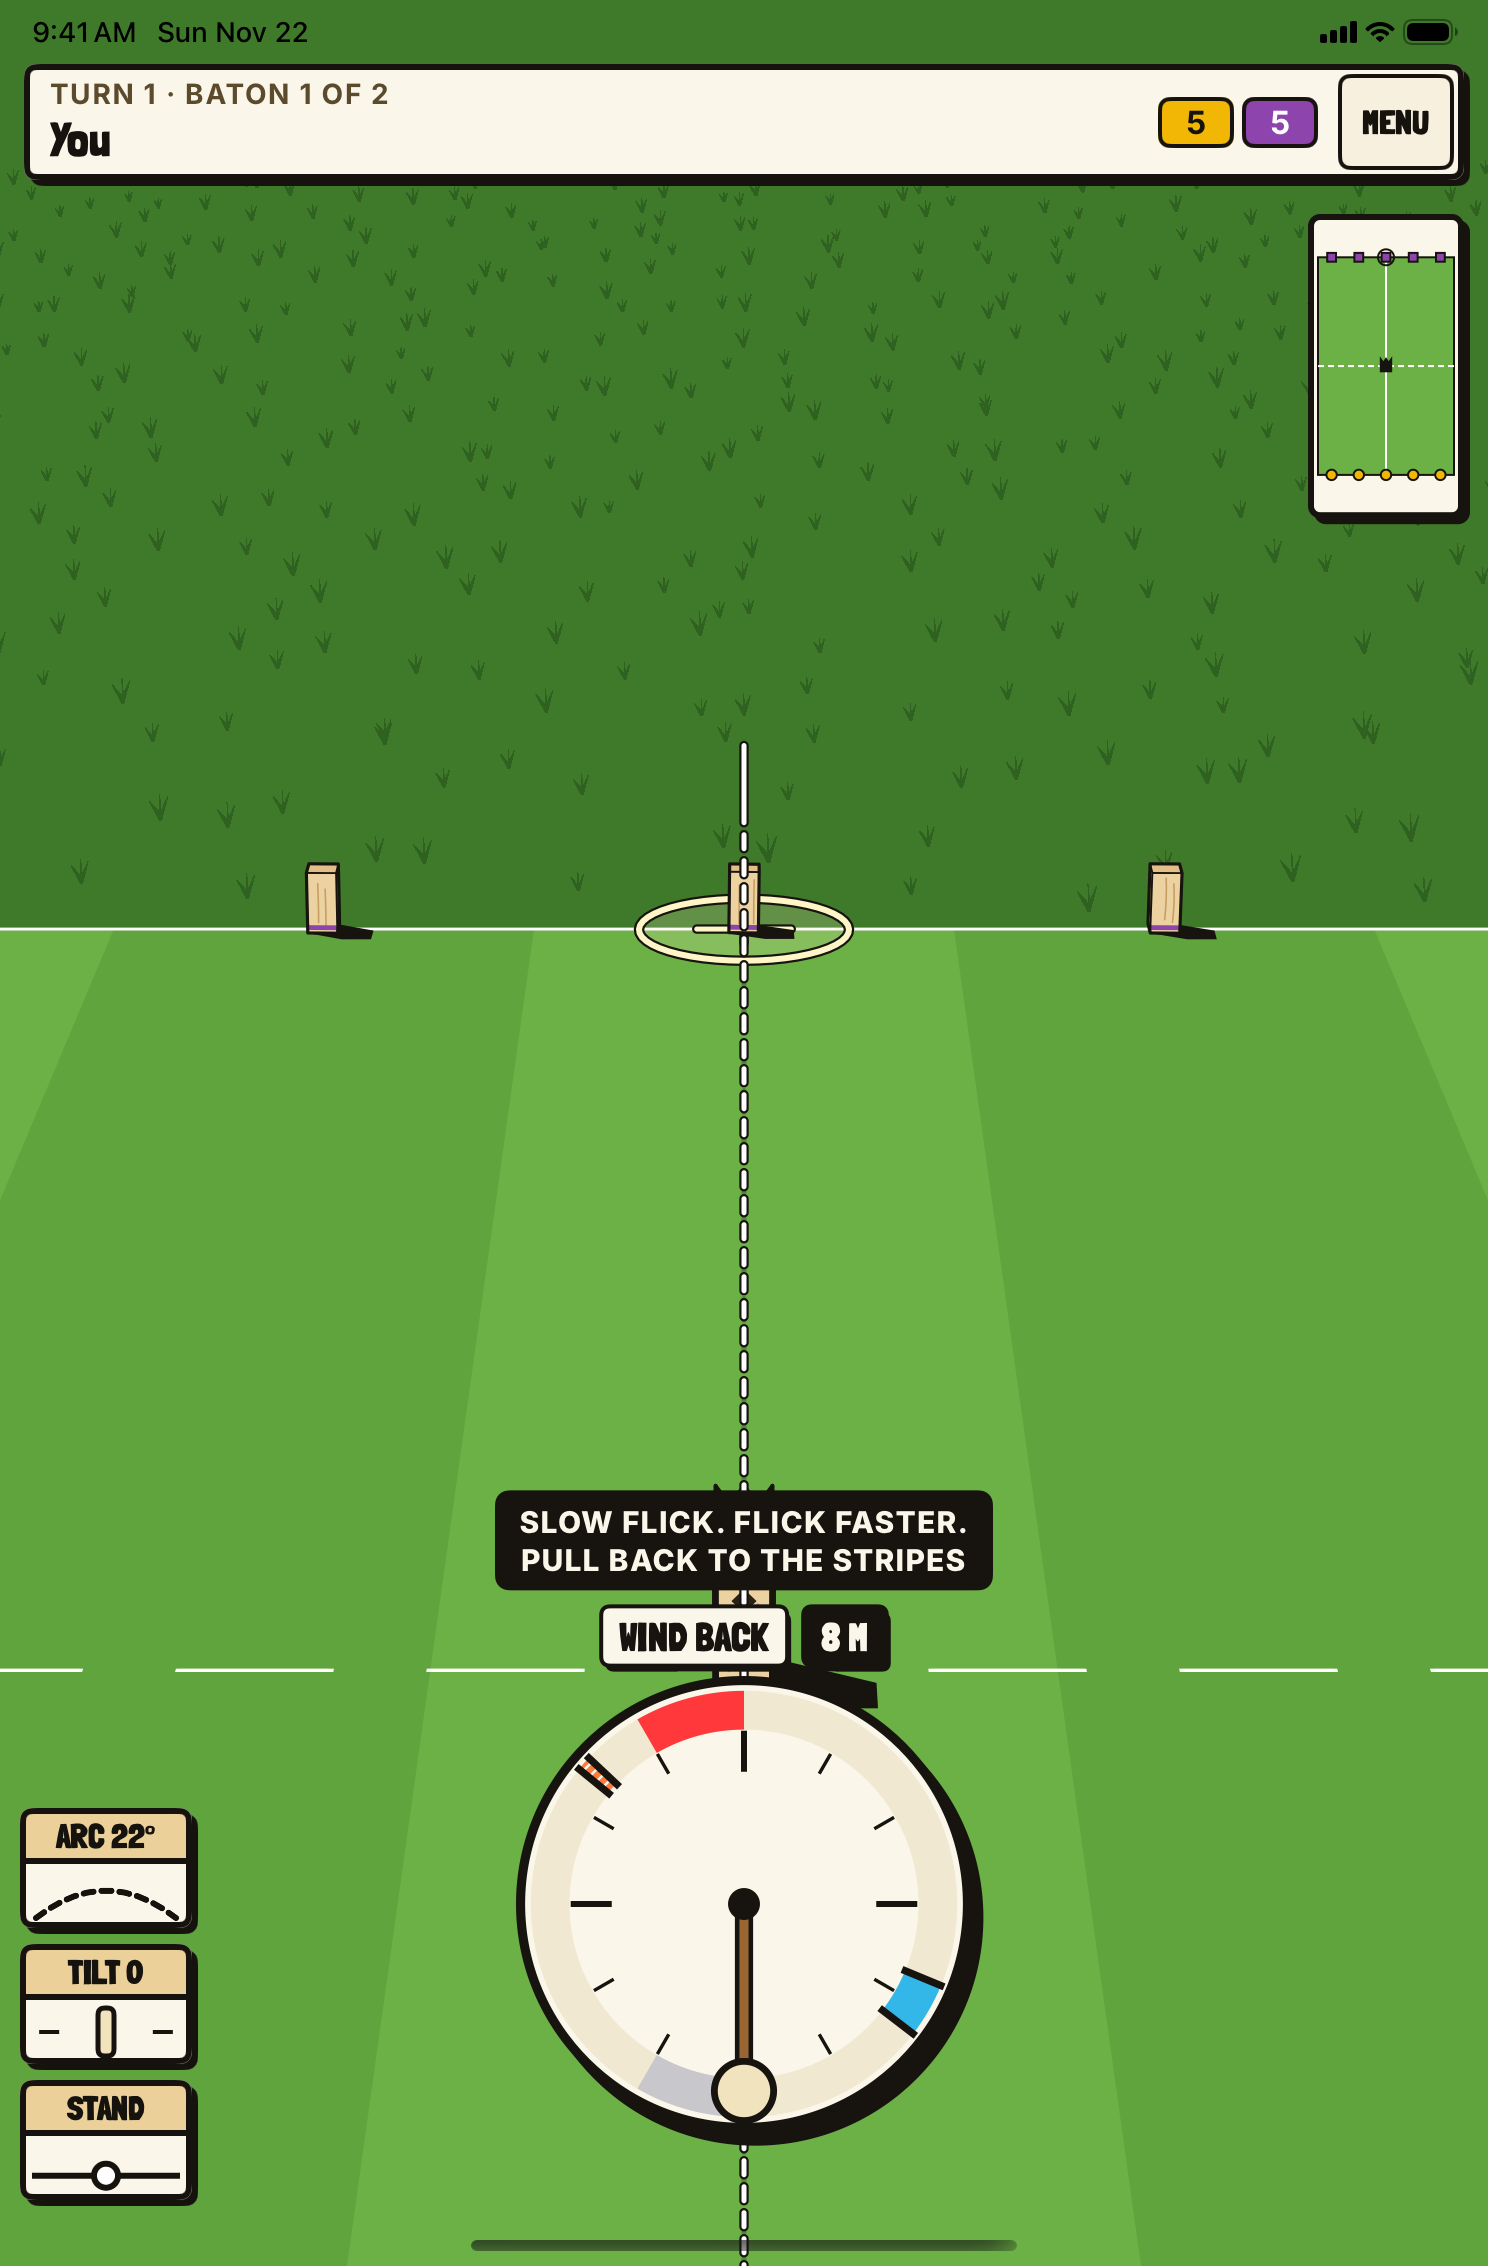 9:41 AM Sun Nov 22
TURN 1 · BATON 1 OF 2
You
5
5
MENU
SLOW FLICK. FLICK FASTER.
PULL BACK TO THE STRIPES
WIND BACK
8 M
ARC 22°
TILT 0
STAND